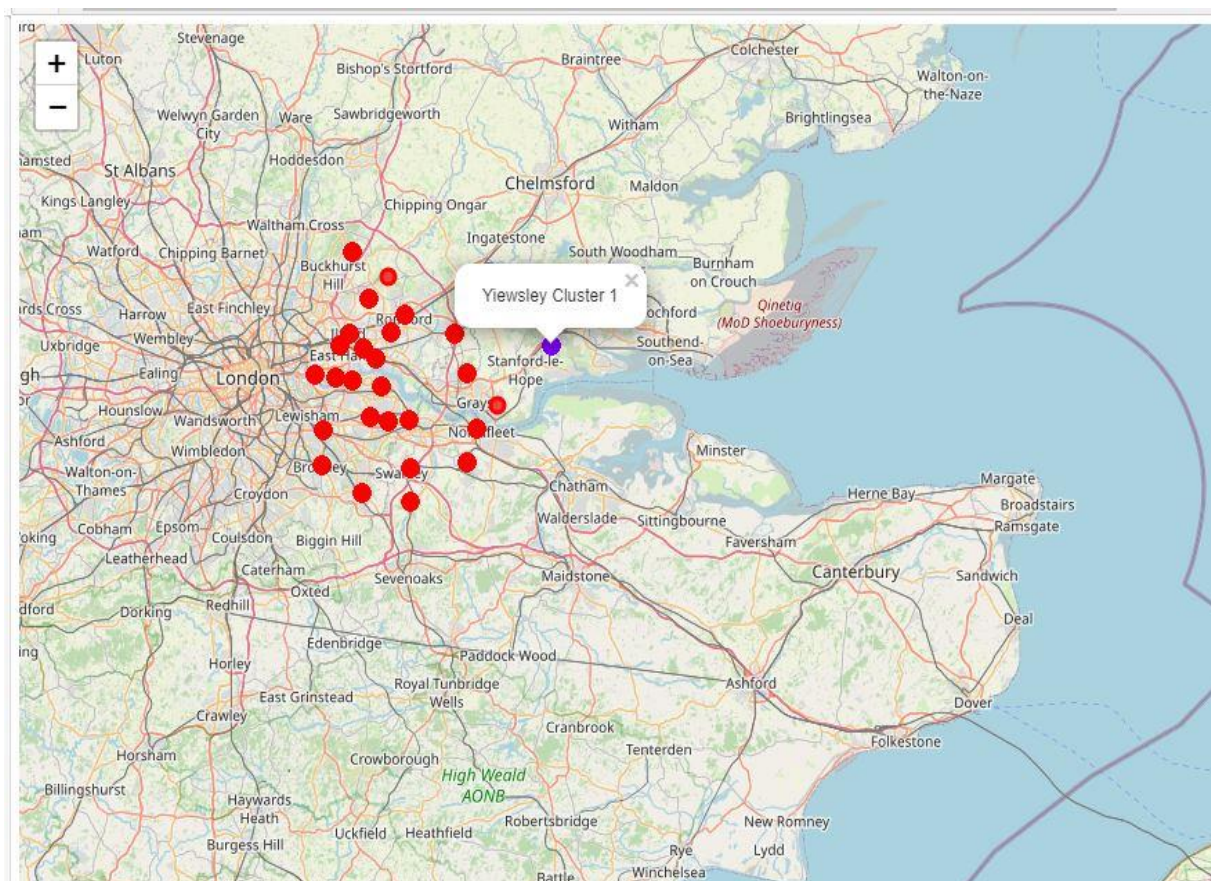 +
−
Luton
Stevenage
Bishop's Stortford
Braintree
Colchester
Walton-on-
the-Naze
Brightlingsea
Welwyn Garden
City
Ware
Sawbridgeworth
Witham
Hoddesdon
St Albans
Chelmsford
Maldon
Kings Langley
Chipping Ongar
Waltham Cross
Ingatestone
South Woodham
Watford
Chipping Barnet
Buckhurst
Hill
Burnham
on Crouch
Yiewsley Cluster 1
×
Qinetiq
(MoD Shoeburyness)
East Finchley
Harrow
Wembley
Uxbridge
Ealing
London
Southend-
on-Sea
Stanford-le-
Hope
Hounslow
Wandsworth
Lewisham
Ashford
Wimbledon
Minster
Walton-on-
Thames
Croydon
Chatham
Herne Bay
Margate
Broadstairs
Ramsgate
Cobham
Epsom
Coulsdon
Biggin Hill
Walderslade
Sittingbourne
Faversham
Leatherhead
Caterham
Oxted
Sevenoaks
Maidstone
Canterbury
Sandwich
Redhill
Dorking
Deal
Edenbridge
Paddock Wood
Horley
East Grinstead
Royal Tunbridge
Wells
Ashford
Dover
Crawley
Cranbrook
Folkestone
Horsham
Crowborough
Tenterden
High Weald
AONB
Billingshurst
Haywards
Heath
Uckfield
Heathfield
Robertsbridge
New Romney
Burgess Hill
Rye
Lydd
Battle
Winchelsea